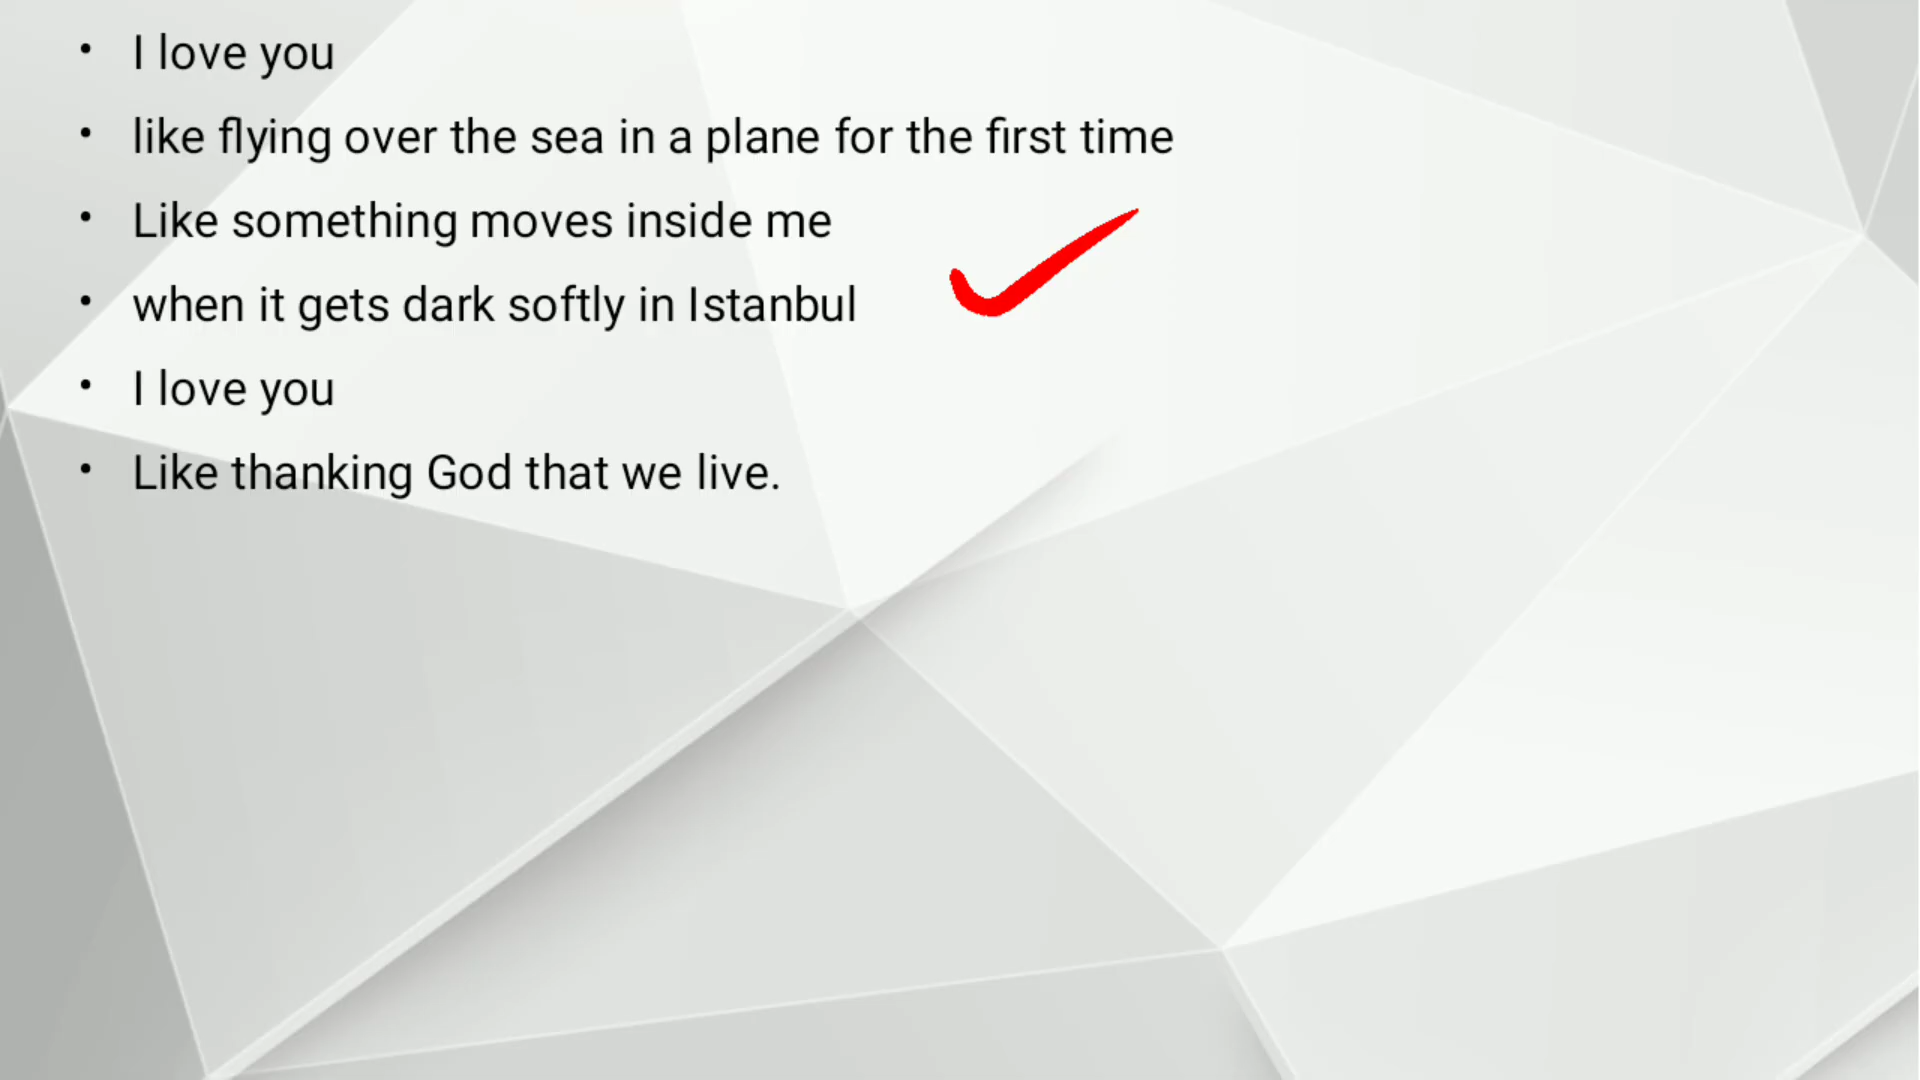 • I love you
• like flying over the sea in a plane for the first time
• Like something moves inside me
• when it gets dark softly in Istanbul
• I love you
• Like thanking God that we live.